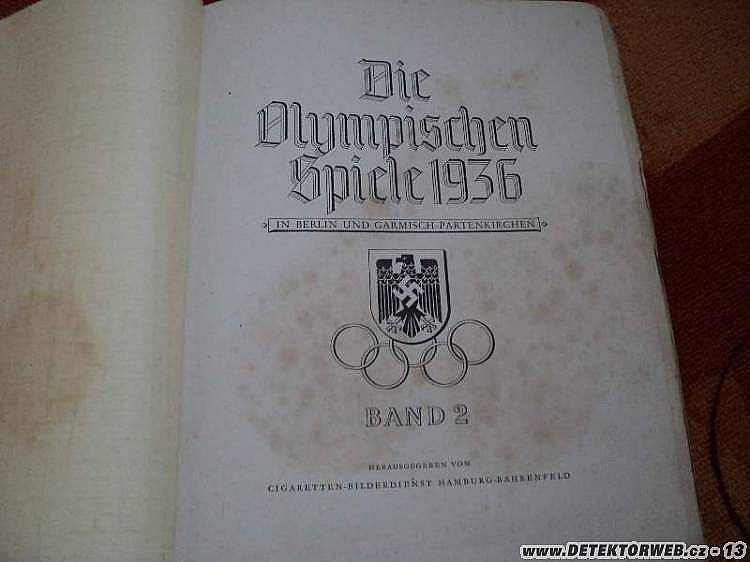 Die
Olympischen
Spiele 1936
IN BERLIN UND GARMISCH-PARTENKIRCHEN
BAND 2
HERAUSGEGEBEN VOM
CIGARETTEN-BILDERDIENST HAMBURG-BAHRENFELD
www.DETEKTORWEB.cz - 13